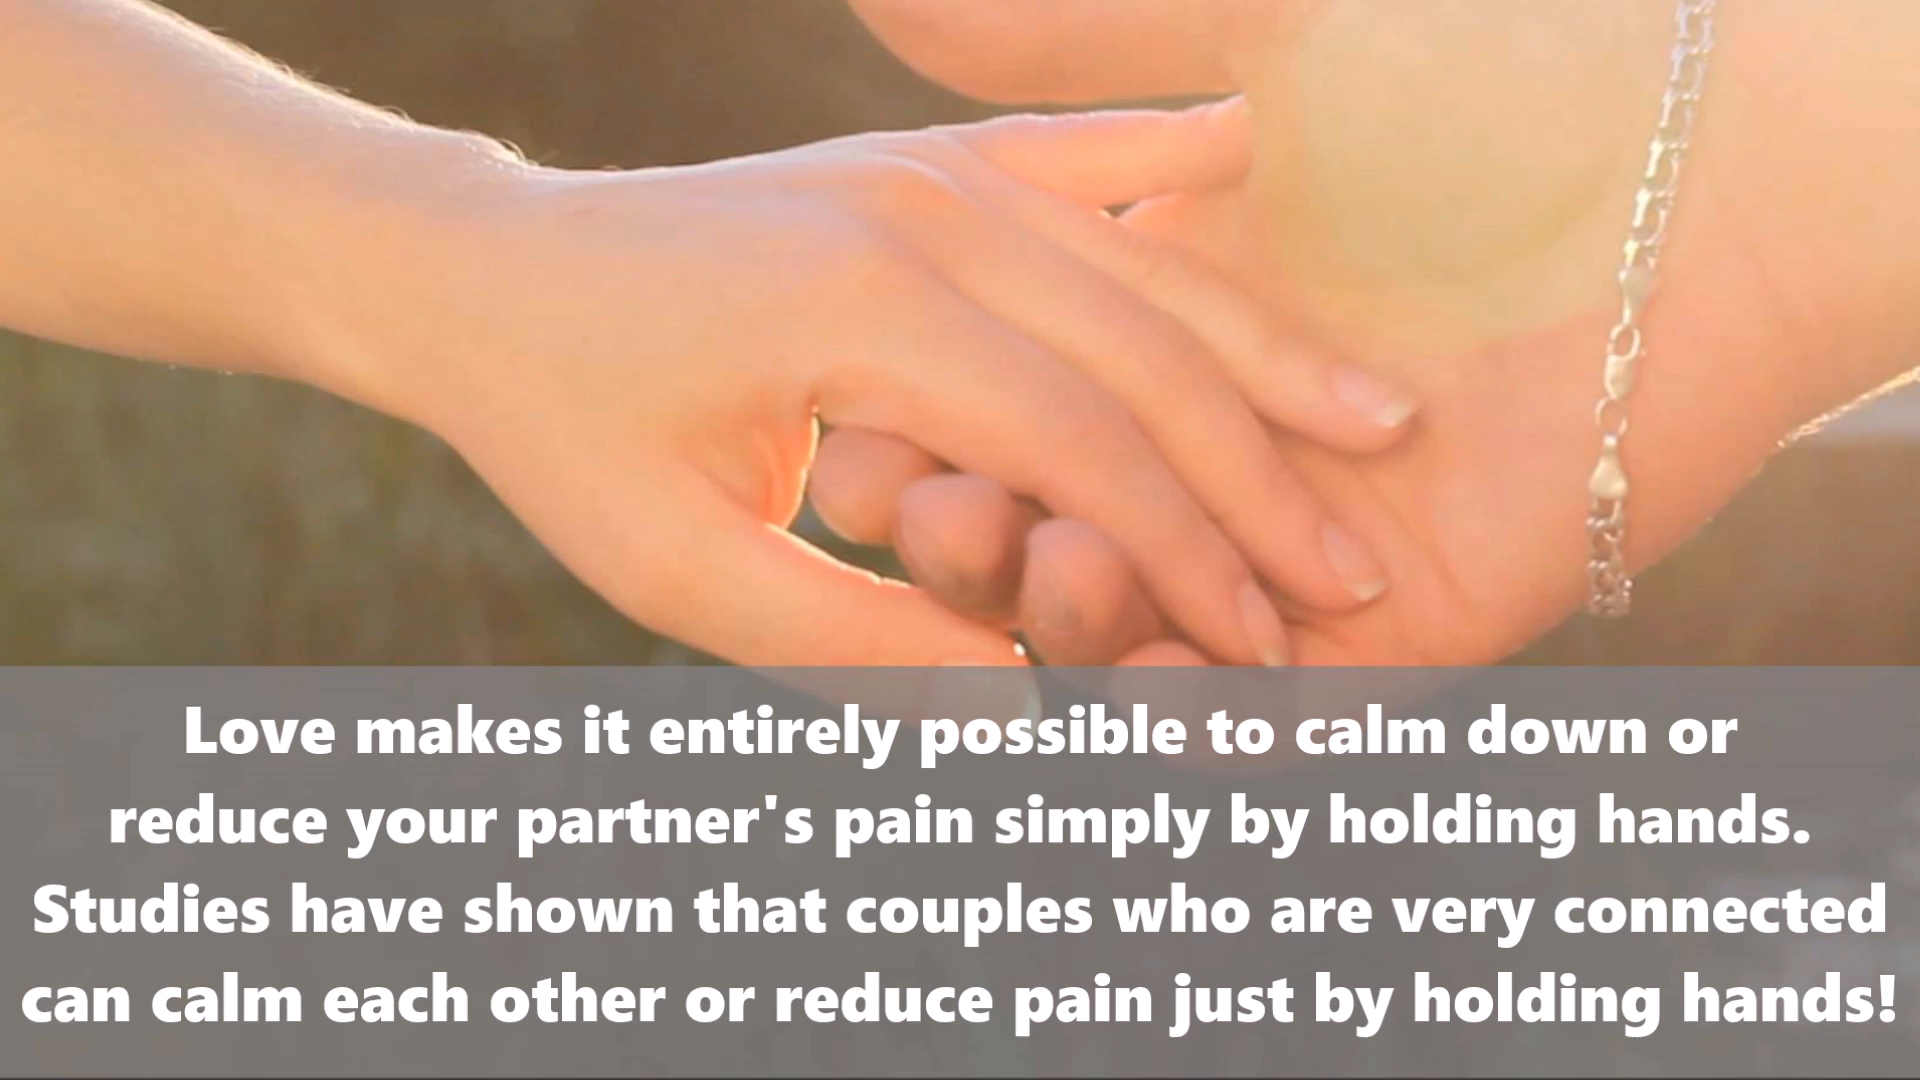 Love makes it entirely possible to calm down or
reduce your partner's pain simply by holding hands.
Studies have shown that couples who are very connected
can calm each other or reduce pain just by holding hands!